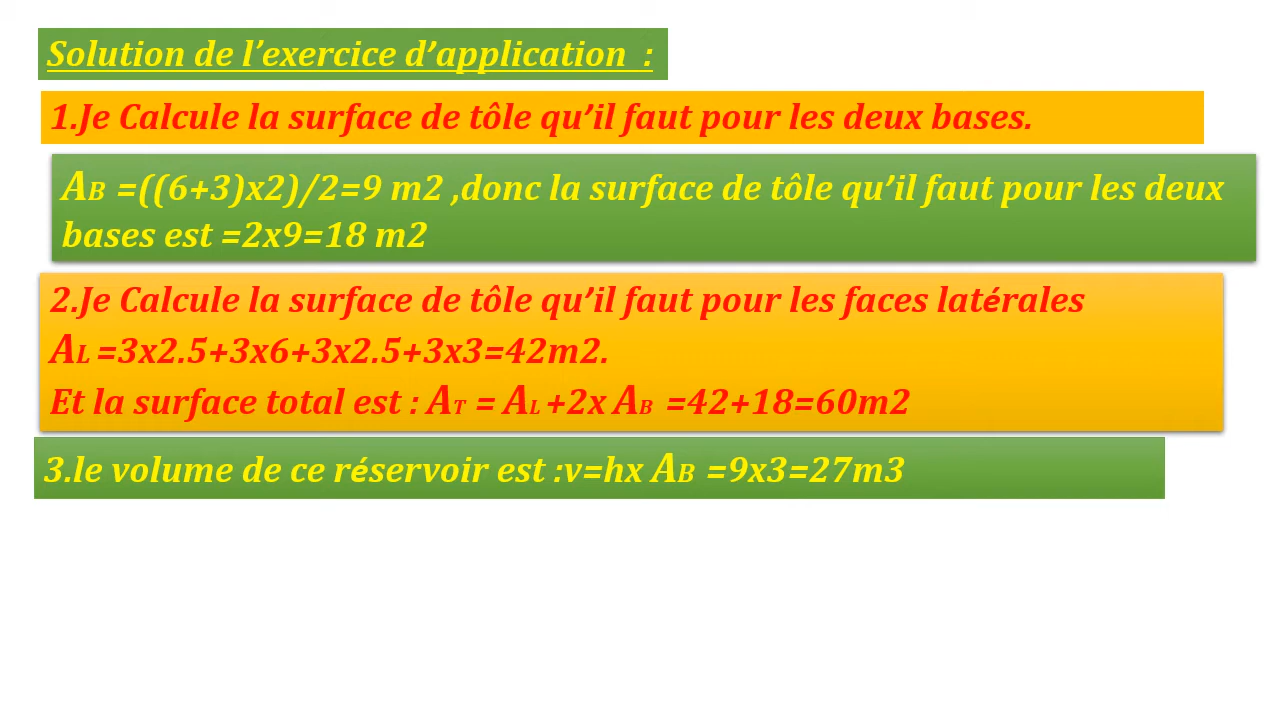 Solution de l’exercice d’application :
1.Je Calcule la surface de tôle qu’il faut pour les deux bases.
AB =((6+3)x2)/2=9 m2 ,donc la surface de tôle qu’il faut pour les deux
bases est =2x9=18 m2
2.Je Calcule la surface de tôle qu’il faut pour les faces latérales
AL =3x2.5+3x6+3x2.5+3x3=42m2.
Et la surface total est : AT = AL +2x AB =42+18=60m2
3.le volume de ce réservoir est :v=hx AB =9x3=27m3